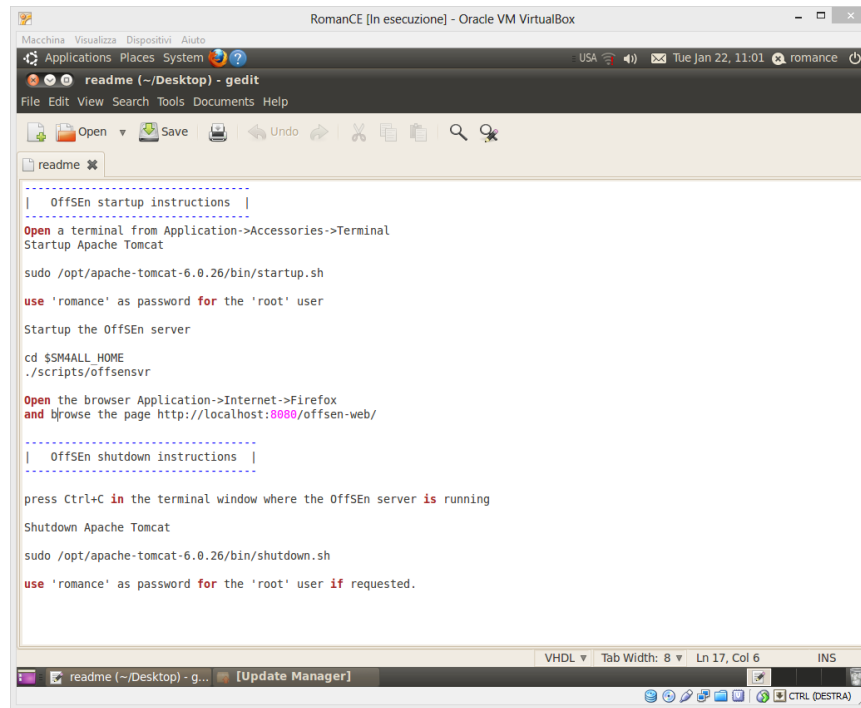 RomanCE [In esecuzione] - Oracle VM VirtualBox
Macchina Visualizza Dispositivi Aiuto
Applications Places System USA Tue Jan 22, 11:01 romance
readme (~/Desktop) - gedit
File Edit View Search Tools Documents Help
Open Save Undo
readme
----------------------------------
| OffSEn startup instructions |
----------------------------------
Open a terminal from Application->Accessories->Terminal
Startup Apache Tomcat
sudo /opt/apache-tomcat-6.0.26/bin/startup.sh
use 'romance' as password for the 'root' user
Startup the OffSEn server
cd $SM4ALL_HOME
./scripts/offsensvr
Open the browser Application->Internet->Firefox
and browse the page http://localhost:8080/offsen-web/
-----------------------------------
| OffSEn shutdown instructions |
-----------------------------------
press Ctrl+C in the terminal window where the OffSEn server is running
Shutdown Apache Tomcat
sudo /opt/apache-tomcat-6.0.26/bin/shutdown.sh
use 'romance' as password for the 'root' user if requested.
VHDL Tab Width: 8 Ln 17, Col 6 INS
readme (~/Desktop) - g... [Update Manager]
CTRL (DESTRA)